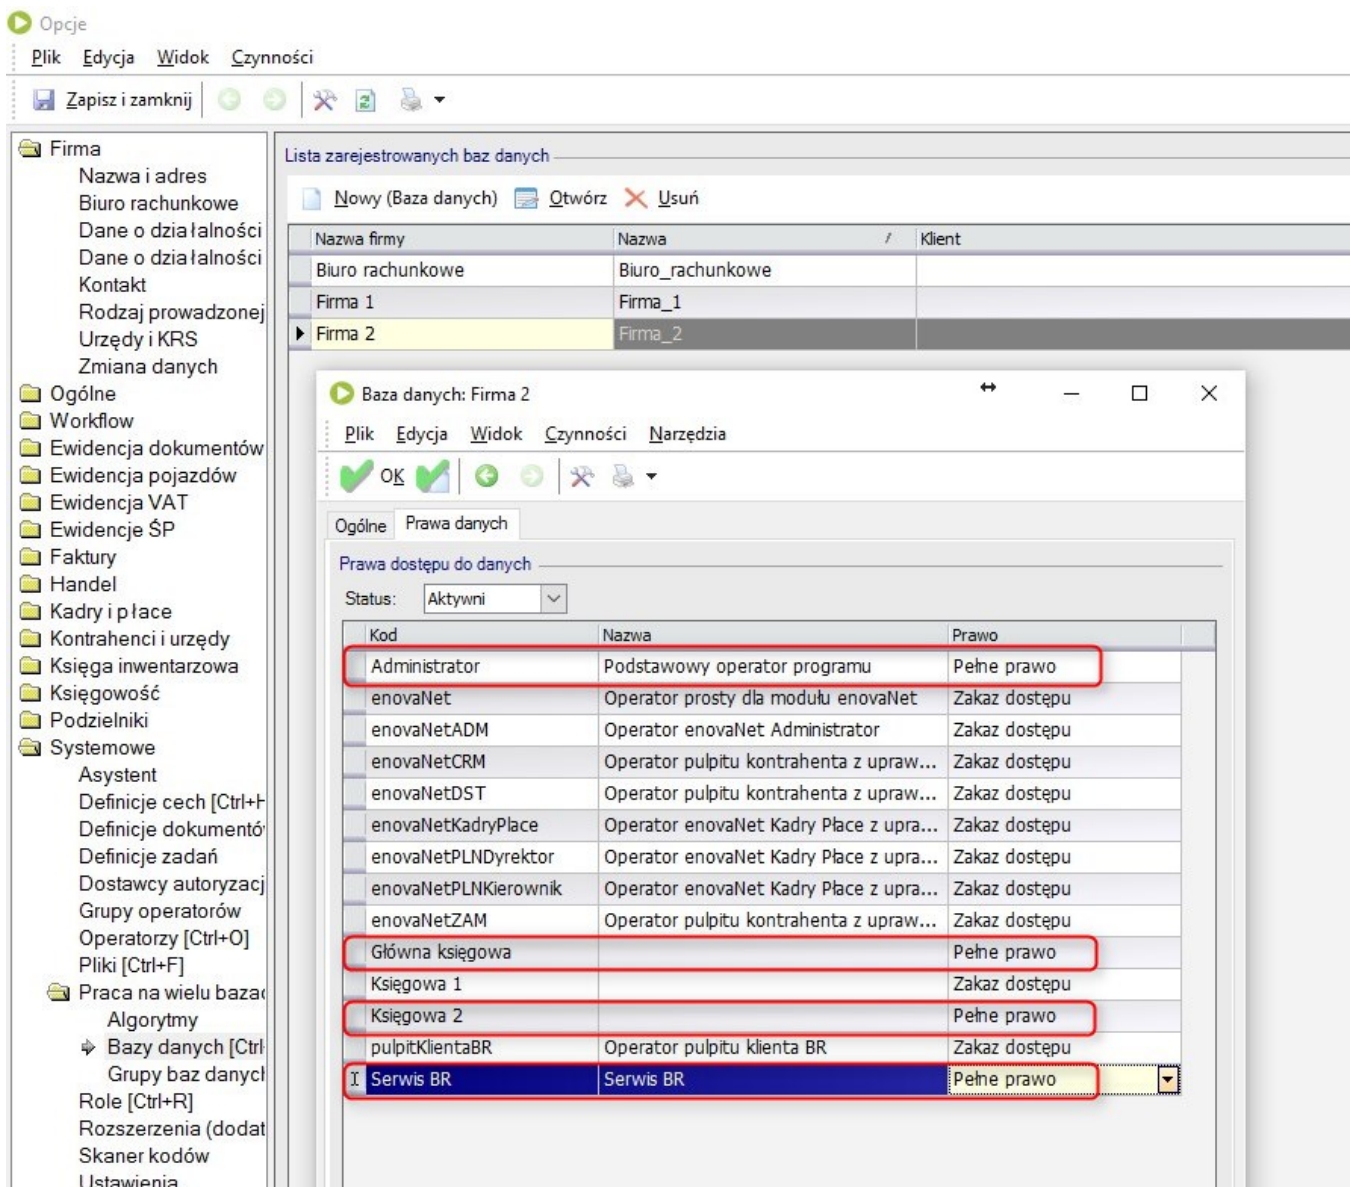 Opcje
Plik Edycja Widok Czynności
Zapisz i zamknij
Firma
Nazwa i adres
Biuro rachunkowe
Dane o działalności
Dane o działalności
Kontakt
Rodzaj prowadzonej
Urzędy i KRS
Zmiana danych
Ogólne
Workflow
Ewidencja dokumentów
Ewidencja pojazdów
Ewidencja VAT
Ewidencje ŚP
Faktury
Handel
Kadry i płace
Kontrahenci i urzędy
Księga inwentarzowa
Księgowość
Podzielniki
Systemowe
Asystent
Definicje cech [Ctrl+H
Definicje dokumentó
Definicje zadań
Dostawcy autoryzacj
Grupy operatorów
Operatorzy [Ctrl+O]
Pliki [Ctrl+F]
Praca na wielu bazac
Algorytmy
Bazy danych [Ctrl
Grupy baz danych
Role [Ctrl+R]
Rozszerzenia (dodat
Skaner kodów
Ustawienia
Lista zarejestrowanych baz danych
Nowy (Baza danych) Otwórz Usuń
Nazwa firmy Nazwa / Klient
Biuro rachunkowe Biuro_rachunkowe
Firma 1 Firma_1
Firma 2 Firma_2
Baza danych: Firma 2
Plik Edycja Widok Czynności Narzędzia
OK
Ogólne Prawa danych
Prawa dostępu do danych
Status: Aktywni
Kod Nazwa Prawo
Administrator Podstawowy operator programu Pełne prawo
enovaNet Operator prosty dla modułu enovaNet Zakaz dostępu
enovaNetADM Operator enovaNet Administrator Zakaz dostępu
enovaNetCRM Operator pulpitu kontrahenta z upraw... Zakaz dostępu
enovaNetDST Operator pulpitu kontrahenta z upraw... Zakaz dostępu
enovaNetKadryPlace Operator enovaNet Kadry Płace z upra... Zakaz dostępu
enovaNetPLNDyrektor Operator enovaNet Kadry Płace z upra... Zakaz dostępu
enovaNetPLNKierownik Operator enovaNet Kadry Płace z upra... Zakaz dostępu
enovaNetZAM Operator pulpitu kontrahenta z upraw... Zakaz dostępu
Główna księgowa Pełne prawo
Księgowa 1 Zakaz dostępu
Księgowa 2 Pełne prawo
pulpitKlientaBR Operator pulpitu klienta BR Zakaz dostępu
Serwis BR Serwis BR Pełne prawo